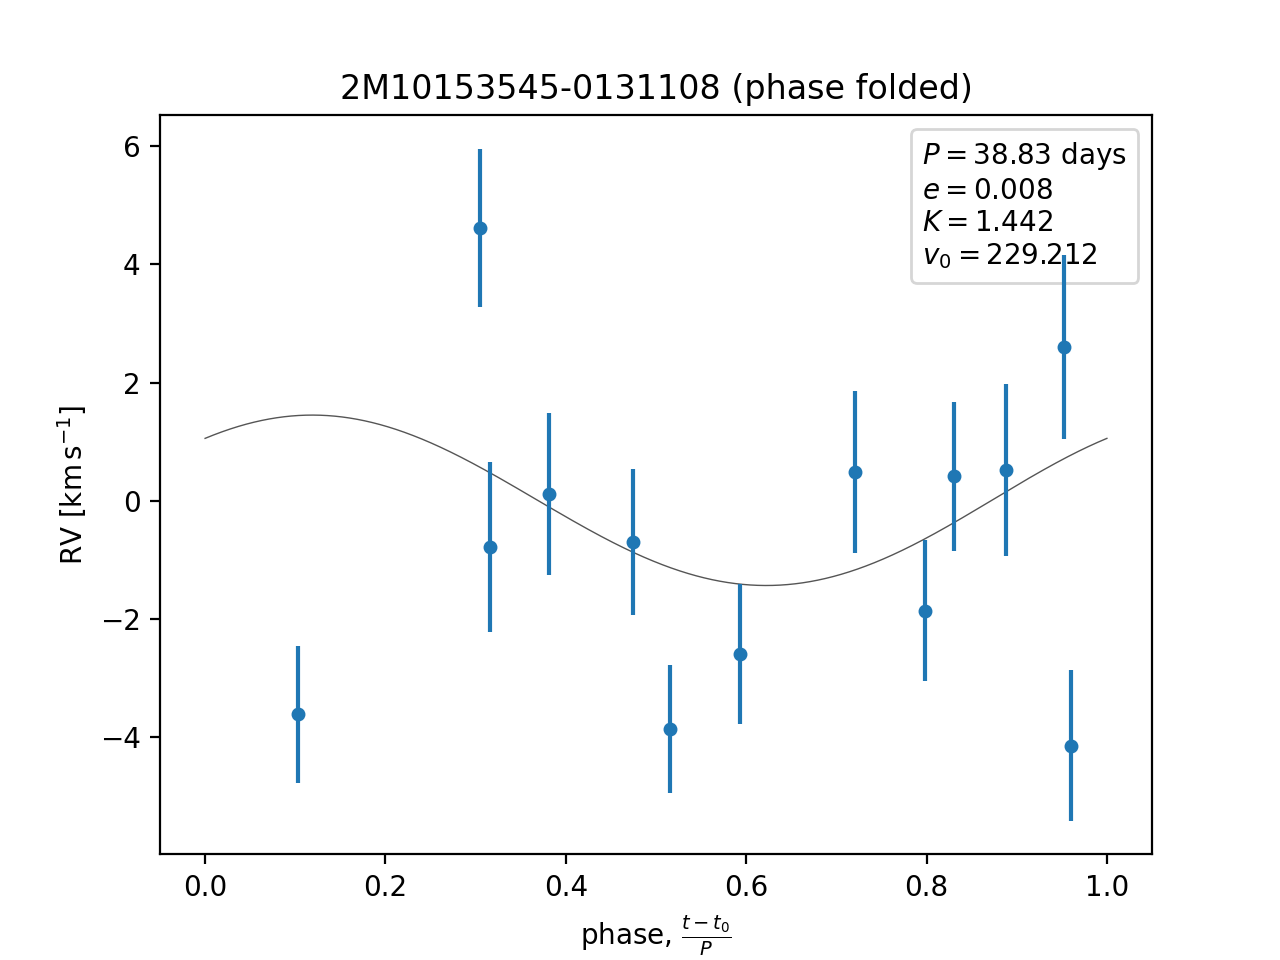 2M10153545-0131108 (phase folded)
P = 38.83 days
e = 0.008
K = 1.442
v₀ = 229.212
6
4
2
0
−2
−4
RV [km s⁻¹]
0.0 0.2 0.4 0.6 0.8 1.0
phase, (t − t₀)/P